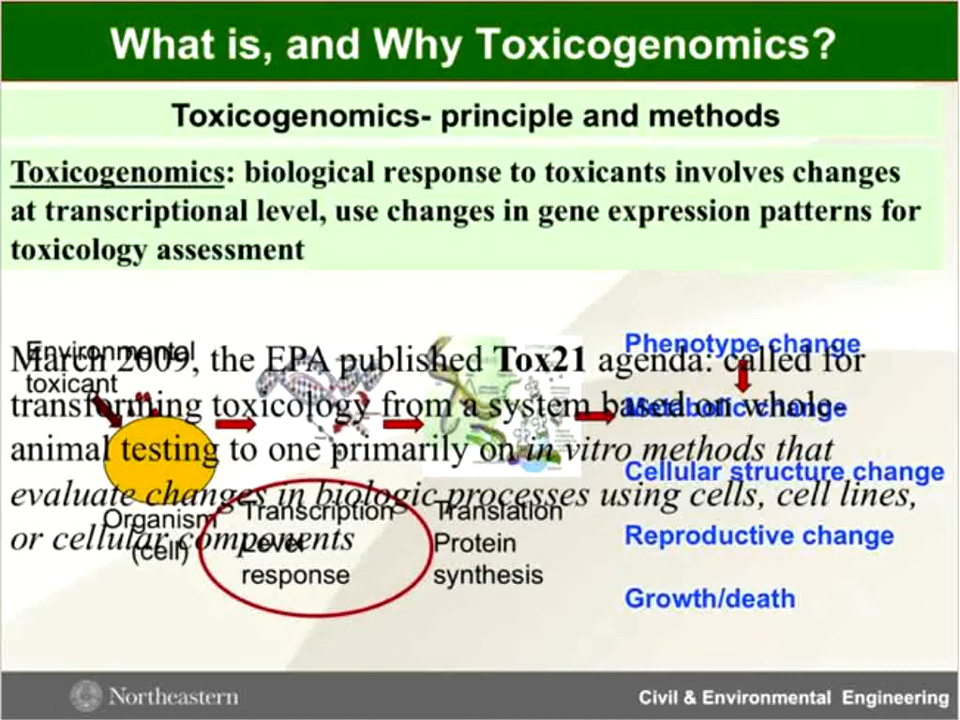 What is, and Why Toxicogenomics?
Toxicogenomics- principle and methods
Toxicogenomics: biological response to toxicants involves changes
at transcriptional level, use changes in gene expression patterns for
toxicology assessment
March 2009, the EPA published Tox21 agenda: called for
transforming toxicology from a system based on whole-
animal testing to one primarily on in vitro methods that
evaluate changes in biologic processes using cells, cell lines,
or cellular components
Environmental
toxicant
Organism
(cell)
Transcription
Level
response
Translation
Protein
synthesis
Phenotype change
Metabolic change
Cellular structure change
Reproductive change
Growth/death
Northeastern
Civil & Environmental Engineering